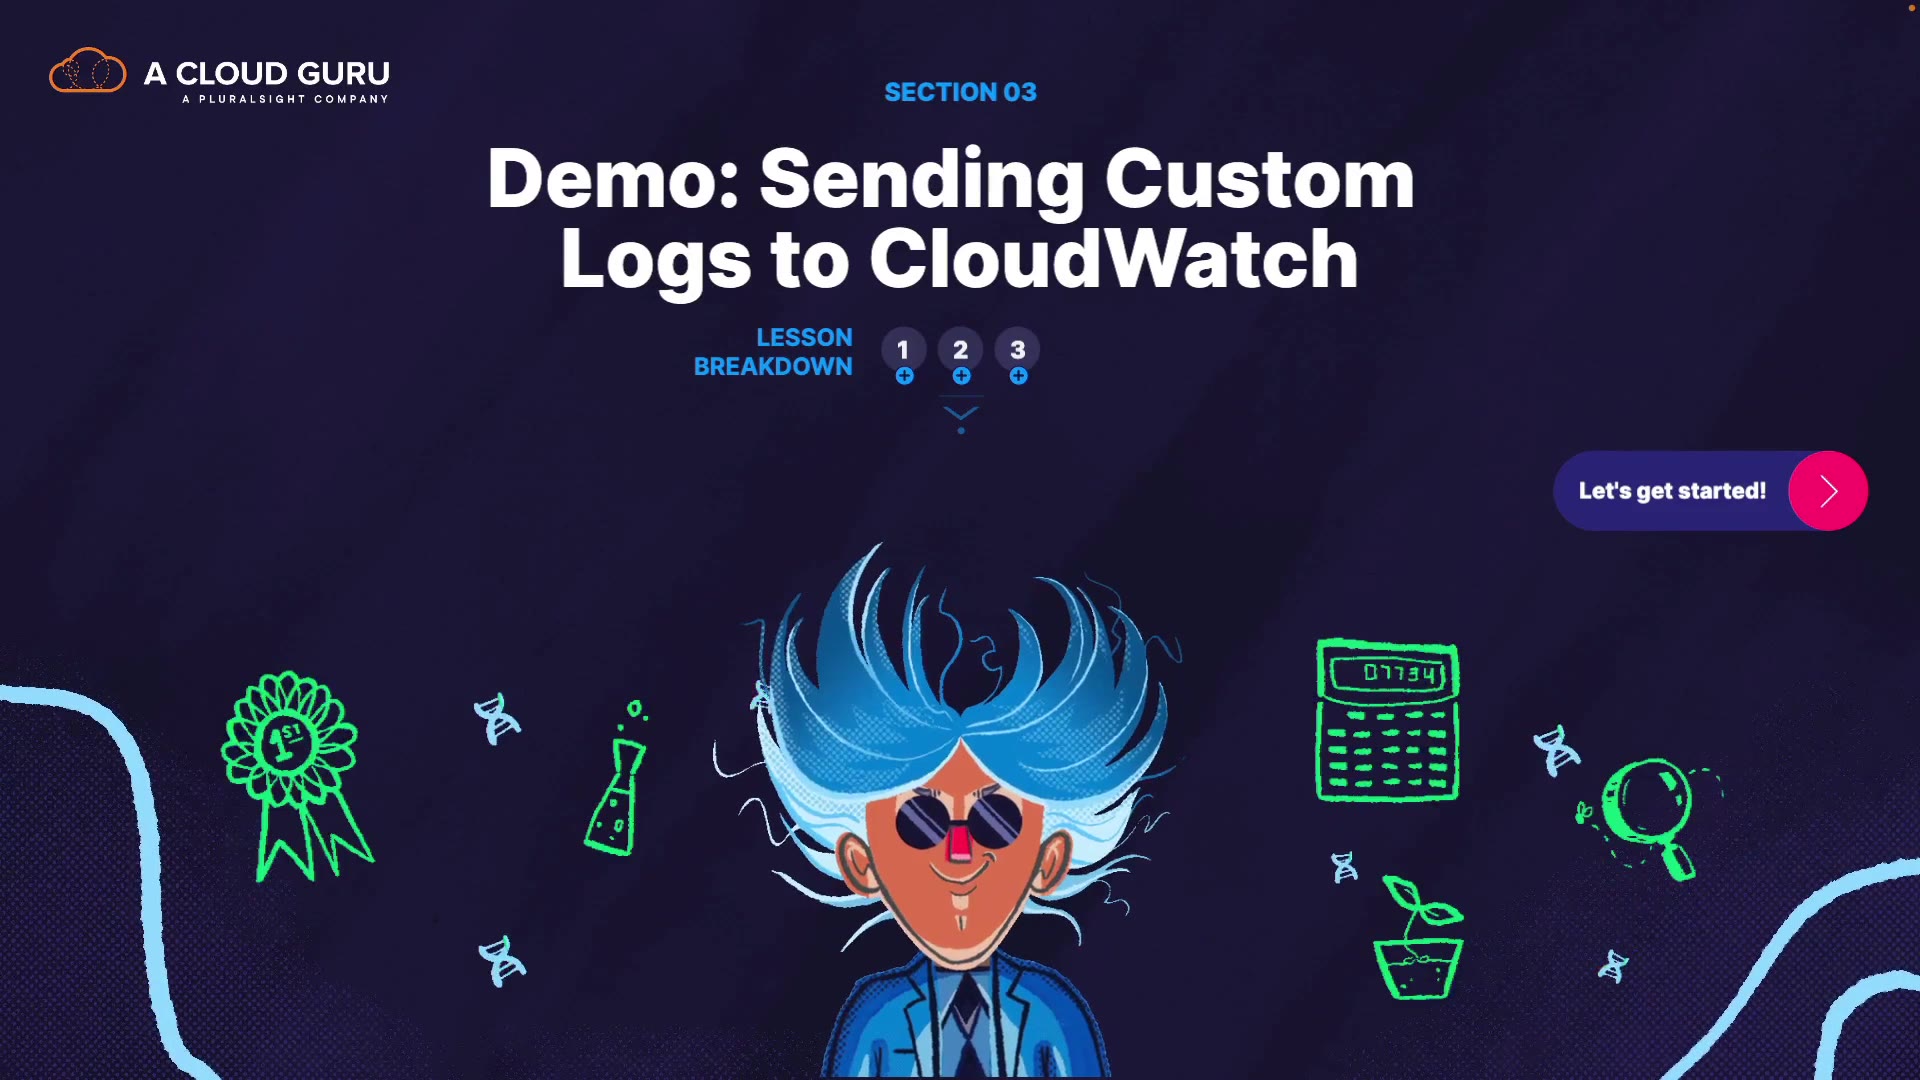 A CLOUD GURU
A PLURALSIGHT COMPANY
SECTION 03
Demo: Sending Custom
Logs to CloudWatch
LESSON
BREAKDOWN
1 2 3
Let's get started!
07734
1ST